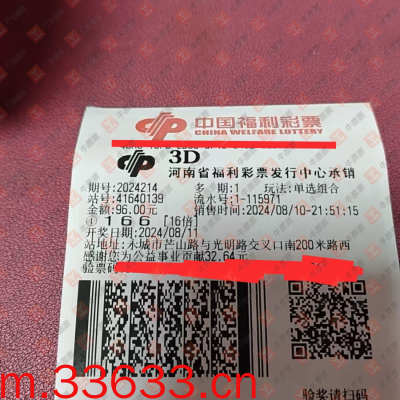 中国福利彩票
CHINA WELFARE LOTTERY
3D
河南省福利彩票发行中心承销
期号:2024214 多 期:1 玩法:单选组合
站号:41640139 流水号:1-115971
金额:96.00元 销售时间:2024/08/10-21:51:15
① 1 6 6 [16倍]
开奖日期:2024/08/11
站地址:永城市芒山路与光明路交叉口南200米路西
感谢您为公益事业贡献32.64元
验票码
m.33633.cn
验奖请扫码